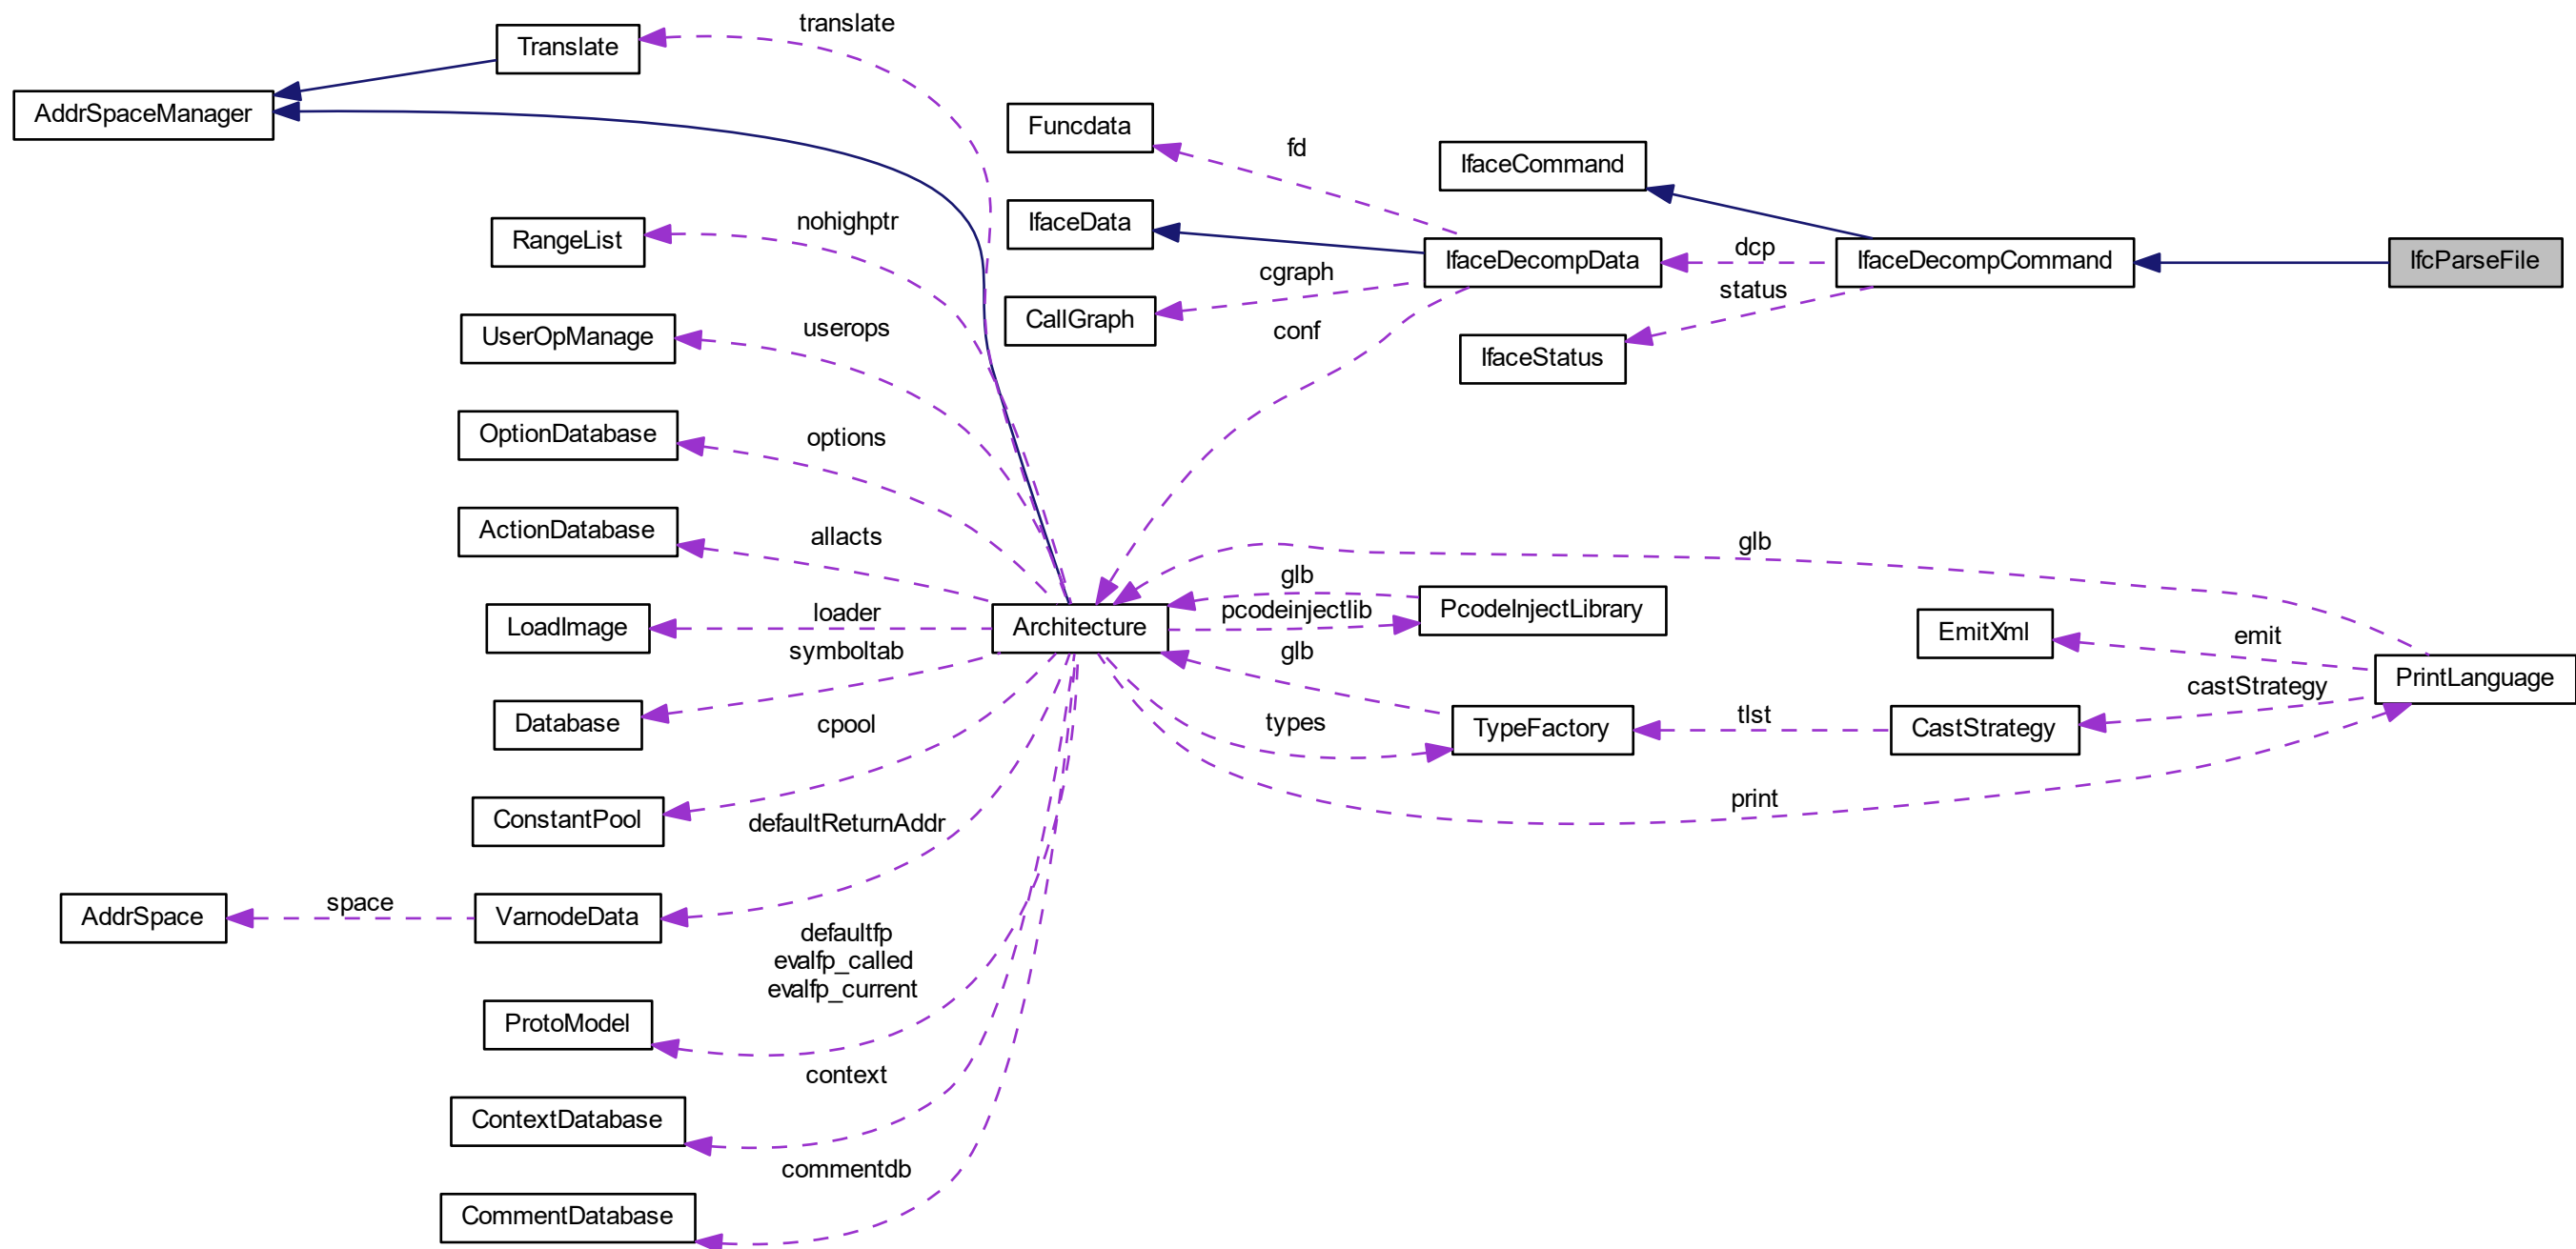 translate
Translate
AddrSpaceManager
Funcdata
fd
IfaceCommand
nohighptr
RangeList
IfaceData
IfaceDecompData
dcp
IfaceDecompCommand
IfcParseFile
cgraph
status
CallGraph
conf
userops
UserOpManage
IfaceStatus
options
OptionDatabase
allacts
ActionDatabase
glb
glb
loader
LoadImage
Architecture
pcodeinjectlib
PcodeInjectLibrary
EmitXml
emit
symboltab
glb
PrintLanguage
castStrategy
Database
cpool
types
TypeFactory
tlst
CastStrategy
print
ConstantPool
defaultReturnAddr
AddrSpace
space
VarnodeData
defaultfp
evalfp_called
evalfp_current
ProtoModel
context
ContextDatabase
commentdb
CommentDatabase